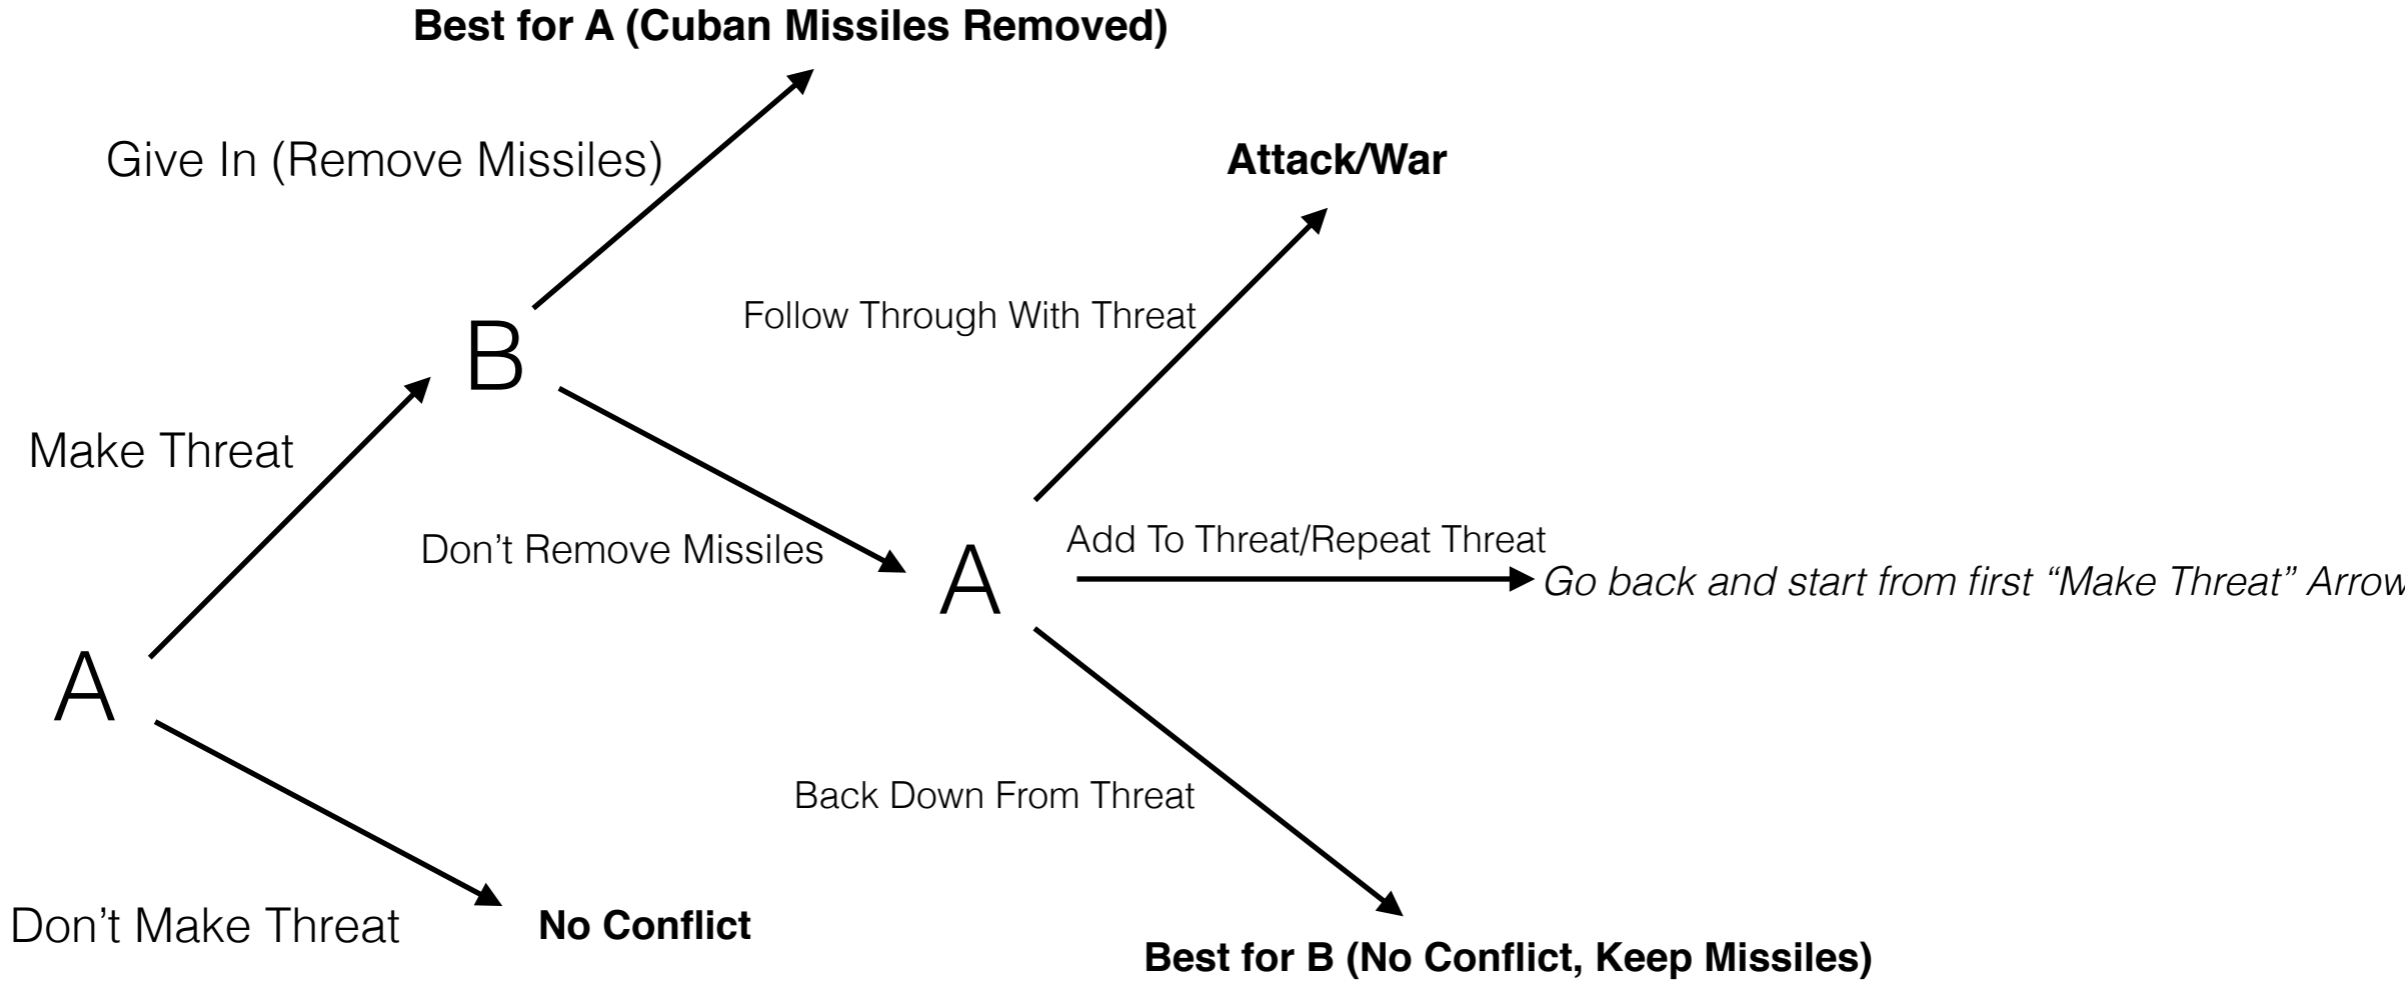 Best for A (Cuban Missiles Removed)
Give In (Remove Missiles)
Attack/War
Follow Through With Threat
B
Make Threat
Don’t Remove Missiles
Add To Threat/Repeat Threat
A
Go back and start from first “Make Threat” Arrow
A
Back Down From Threat
Don’t Make Threat
No Conflict
Best for B (No Conflict, Keep Missiles)